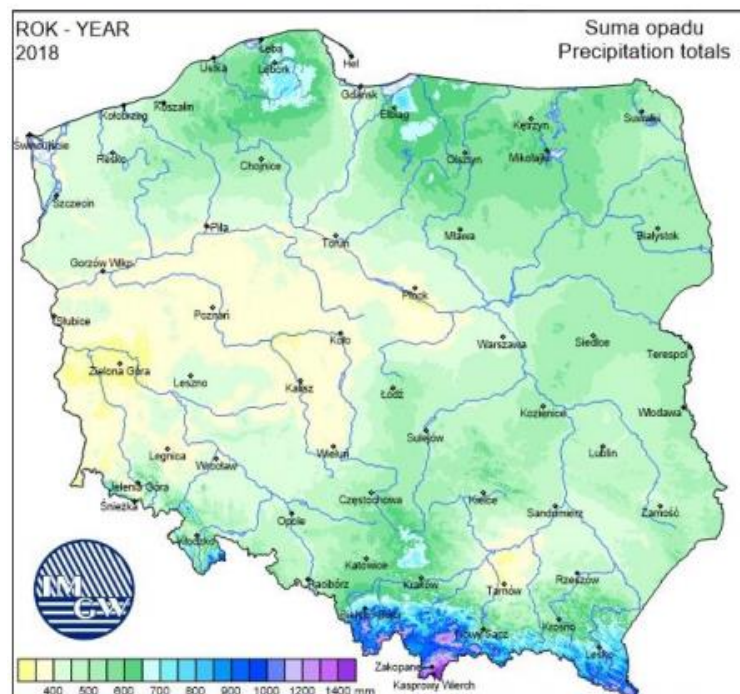 ROK - YEAR
2018
Suma opadu
Precipitation totals
Łeba
Hel
Ustka
Lębork
Gdańsk
Koszalin
Kołobrzeg
Elbląg
Kętrzyn
Suwałki
Świnoujście
Resko
Chojnice
Olsztyn
Mikołajki
Szczecin
Piła
Toruń
Mława
Białystok
Gorzów Wlkp.
Płock
Słubice
Poznań
Koło
Warszawa
Siedlce
Terespol
Zielona Góra
Leszno
Kalisz
Łódź
Kozienice
Włodawa
Sulejów
Legnica
Wrocław
Wieluń
Lublin
Jelenia Góra
Śnieżka
Częstochowa
Kielce
Sandomierz
Zamość
Opole
Kłodzko
Katowice
Racibórz
Kraków
Tarnów
Rzeszów
Bielsko-Biała
Nowy Sącz
Krosno
Lesko
Zakopane
Kasprowy Wierch
IM
GW
400 500 600 700 800 900 1000 1200 1400 mm